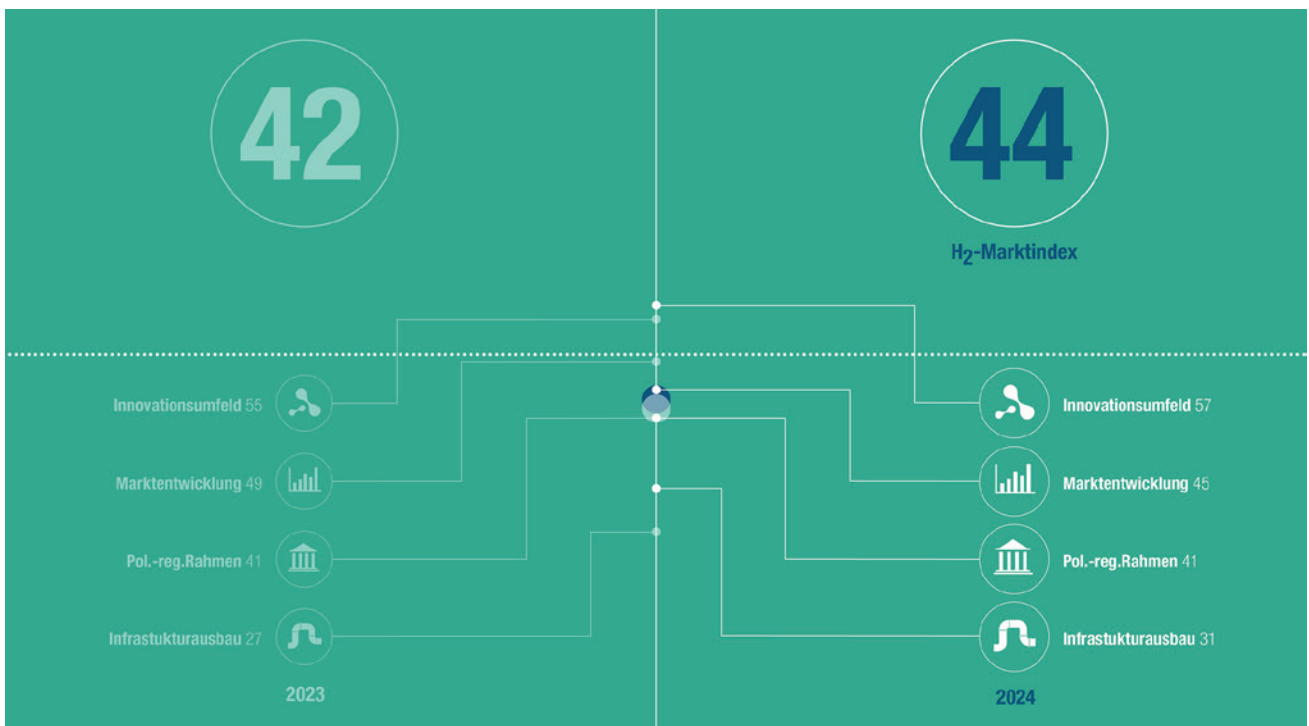 42
Innovationsumfeld 55
Marktentwicklung 49
Pol.-reg.Rahmen 41
Infrastukturausbau 27
2023
44
H₂-Marktindex
Innovationsumfeld 57
Marktentwicklung 45
Pol.-reg.Rahmen 41
Infrastukturausbau 31
2024